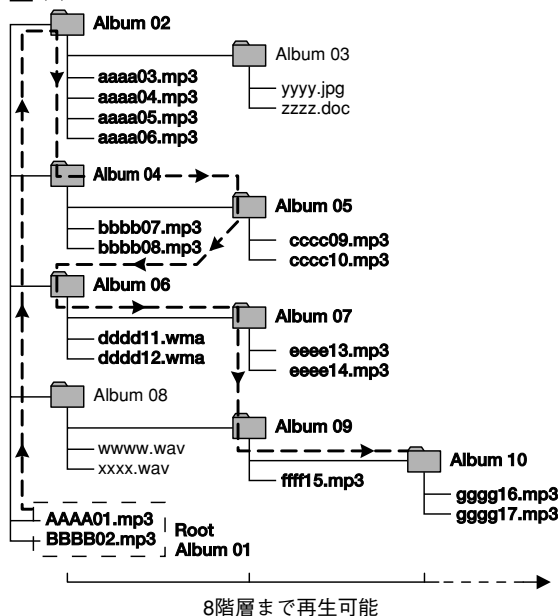 Album 02
Album 03
aaaa03.mp3
aaaa04.mp3
aaaa05.mp3
aaaa06.mp3
yyyy.jpg
zzzz.doc
Album 04
Album 05
bbbb07.mp3
bbbb08.mp3
cccc09.mp3
cccc10.mp3
Album 06
Album 07
dddd11.wma
dddd12.wma
eeee13.mp3
eeee14.mp3
Album 08
Album 09
wwww.wav
xxxx.wav
ffff15.mp3
Album 10
gggg16.mp3
gggg17.mp3
AAAA01.mp3
BBBB02.mp3
Root
Album 01
8階層まで再生可能